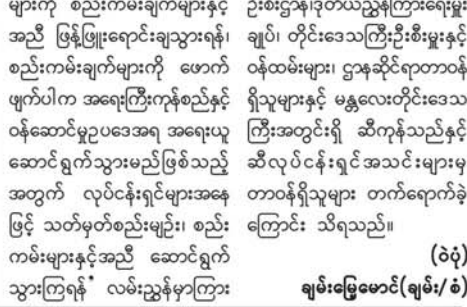 များကို စည်းကမ်းချက်များနှင့်
အညီ ဖြန့်ဖြူးရောင်းချသွားရန်၊
စည်းကမ်းချက်များကို ဖောက်
ဖျက်ပါက အရေးကြီးကုန်စည်နှင့်
ဝန်ဆောင်မှုဥပဒေအရ အရေးယူ
ဆောင်ရွက်သွားမည်ဖြစ်သည့်
အတွက် လုပ်ငန်းရှင်များအနေ
ဖြင့် သတ်မှတ်စည်းမျဉ်း၊ စည်း
ကမ်းများနှင့်အညီ ဆောင်ရွက်
သွားကြရန် လမ်းညွှန်မှာကြား
ဦးစီးဌာန၊ဒုတိယညွှန်ကြားရေးမှူး
ချုပ်၊ တိုင်းဒေသကြီးဦးစီးမှူးနှင့်
ဝန်ထမ်းများ၊ ဌာနဆိုင်ရာတာဝန်
ရှိသူများနှင့် မန္တလေးတိုင်းဒေသ
ကြီးအတွင်းရှိ ဆီကုန်သည်နှင့်
ဆီလုပ်ငန်းရှင်အသင်းများမှ
တာဝန်ရှိသူများ တက်ရောက်ခဲ့
ကြောင်း သိရသည်။
(ဝဲပုံ)
ချမ်းမြေ့မောင်(ချမ်း/စံ)